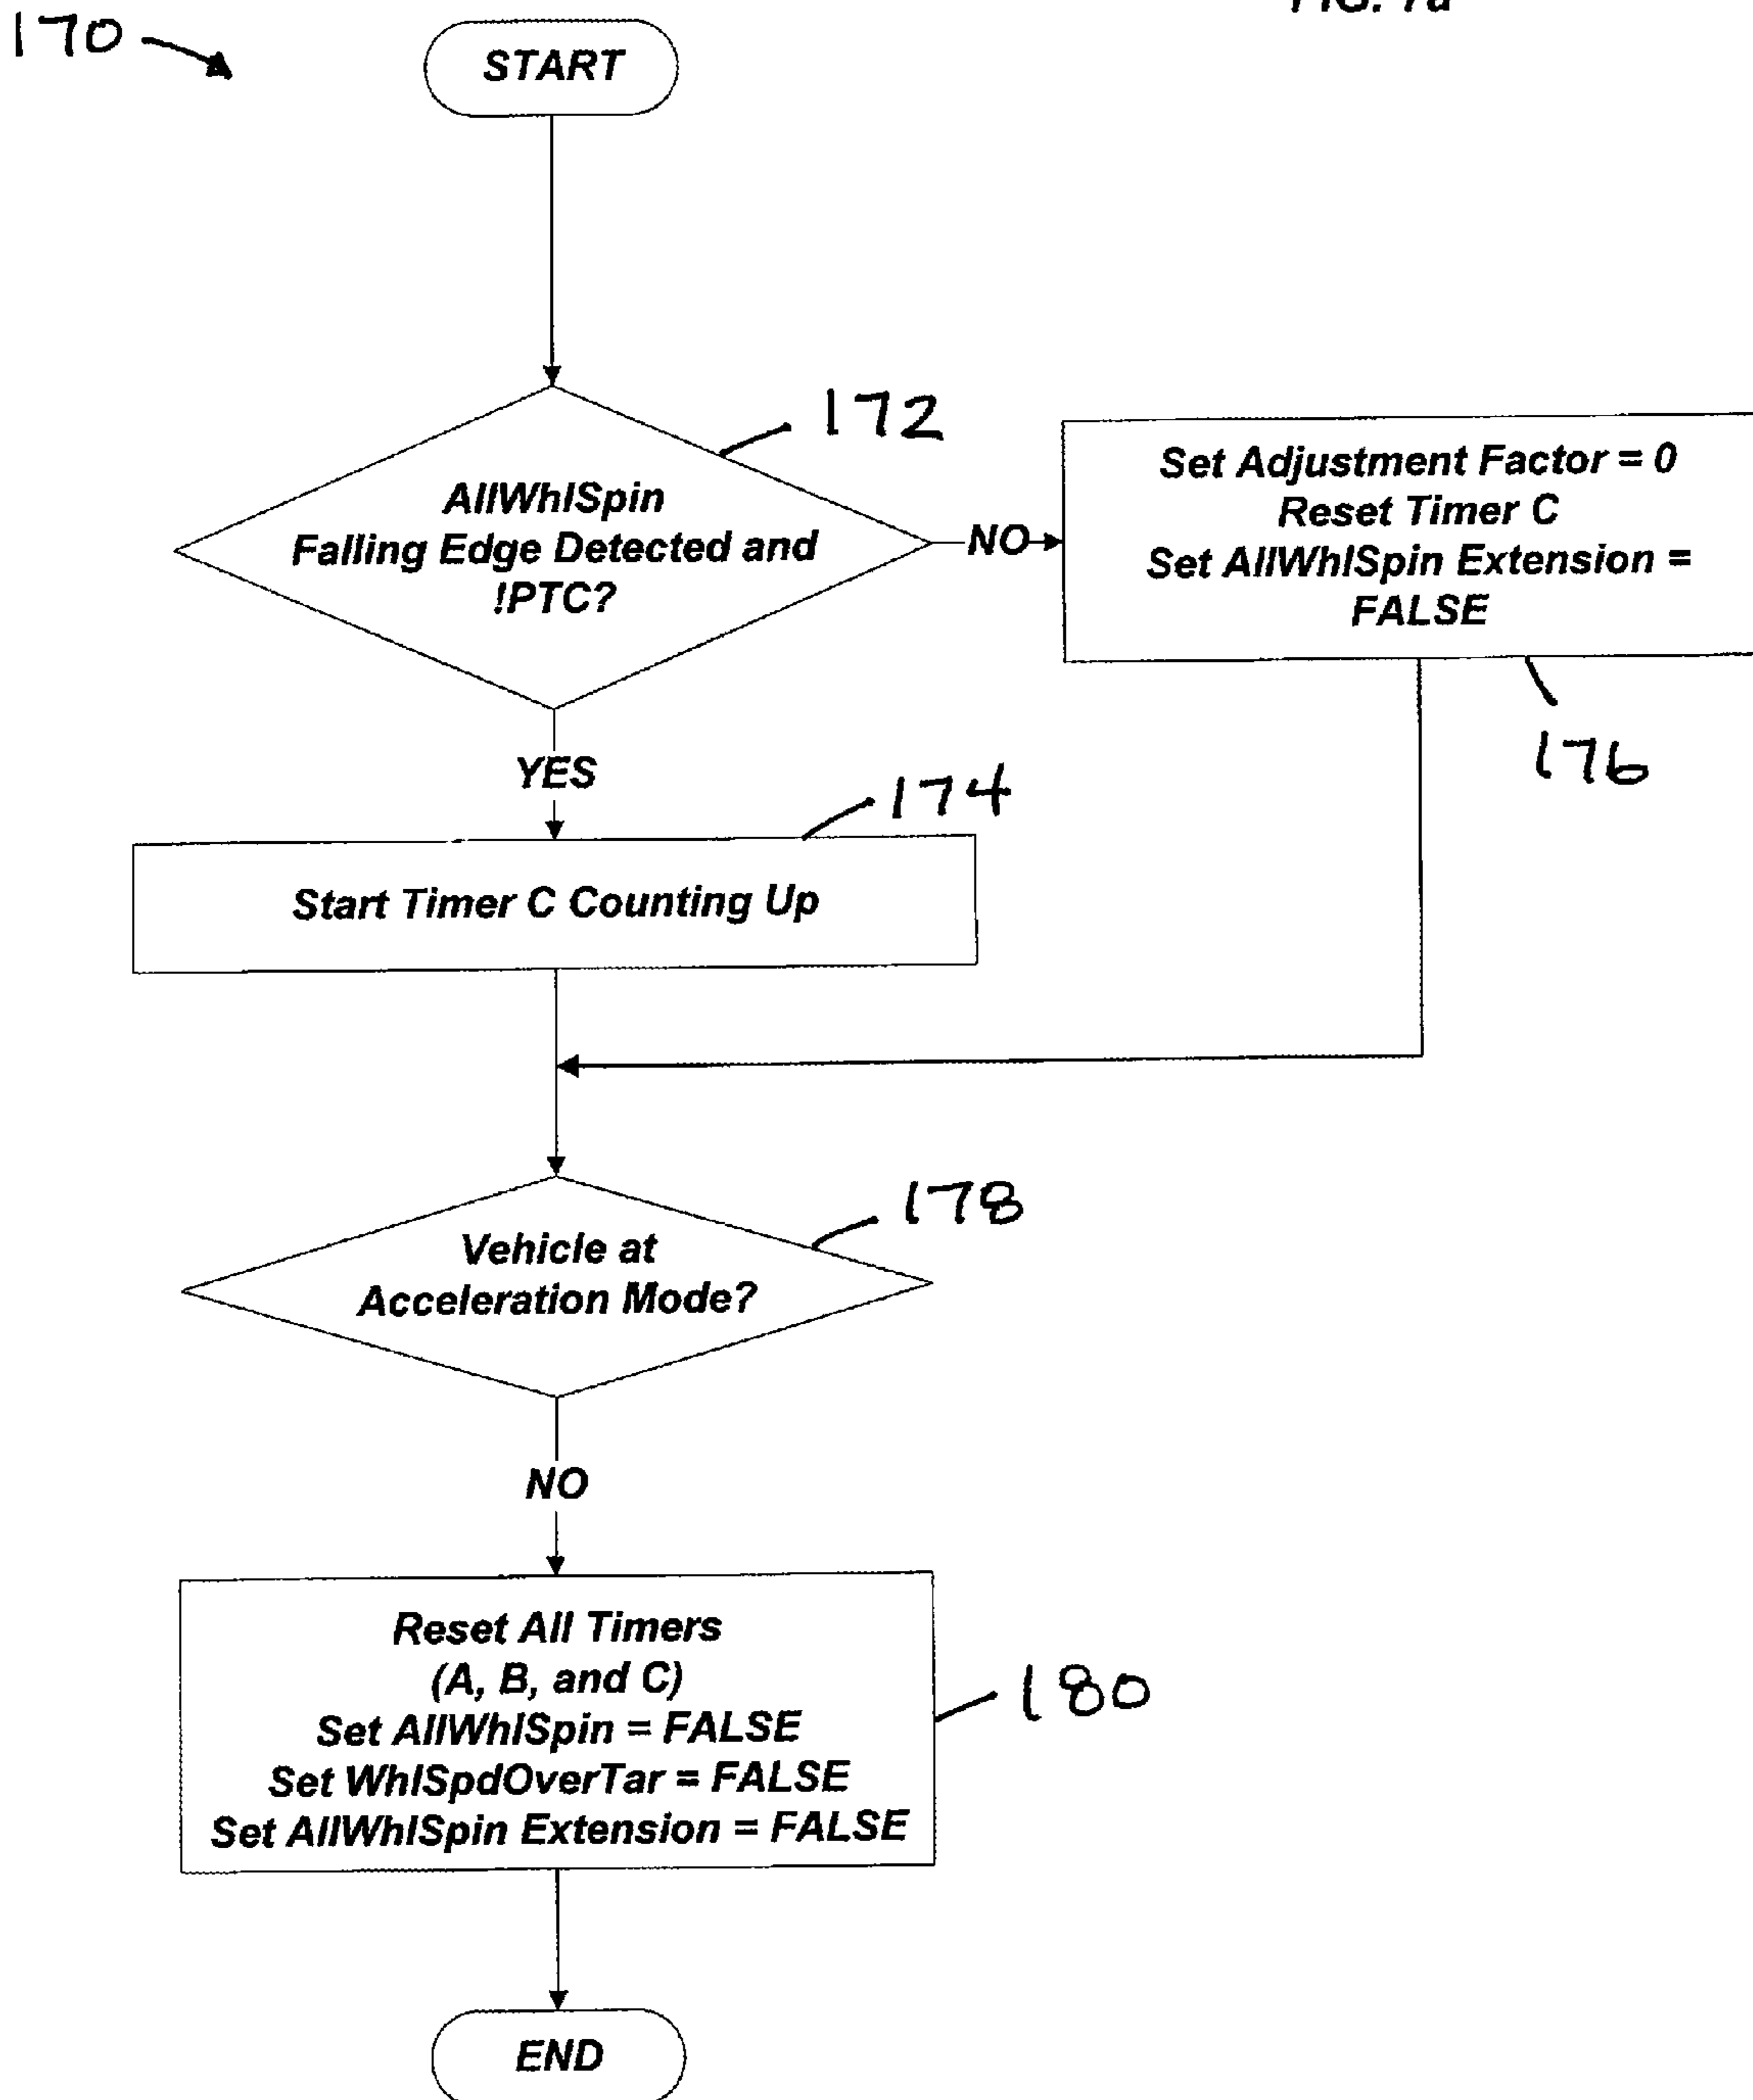 FIG. 7a
170
START
172
AllWhlSpin
Falling Edge Detected and
!PTC?
NO
Set Adjustment Factor = 0
Reset Timer C
Set AllWhlSpin Extension =
FALSE
176
YES
174
Start Timer C Counting Up
178
Vehicle at
Acceleration Mode?
NO
Reset All Timers
(A, B, and C)
Set AllWhlSpin = FALSE
Set WhlSpdOverTar = FALSE
Set AllWhlSpin Extension = FALSE
180
END